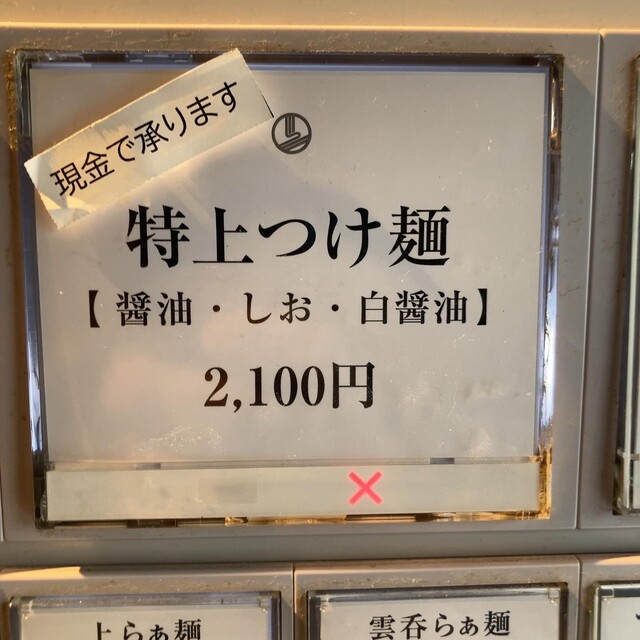 現金で承ります
特上つけ麺
【醤油・しお・白醤油】
2,100円
上らぁ麺
雲呑らぁ麺